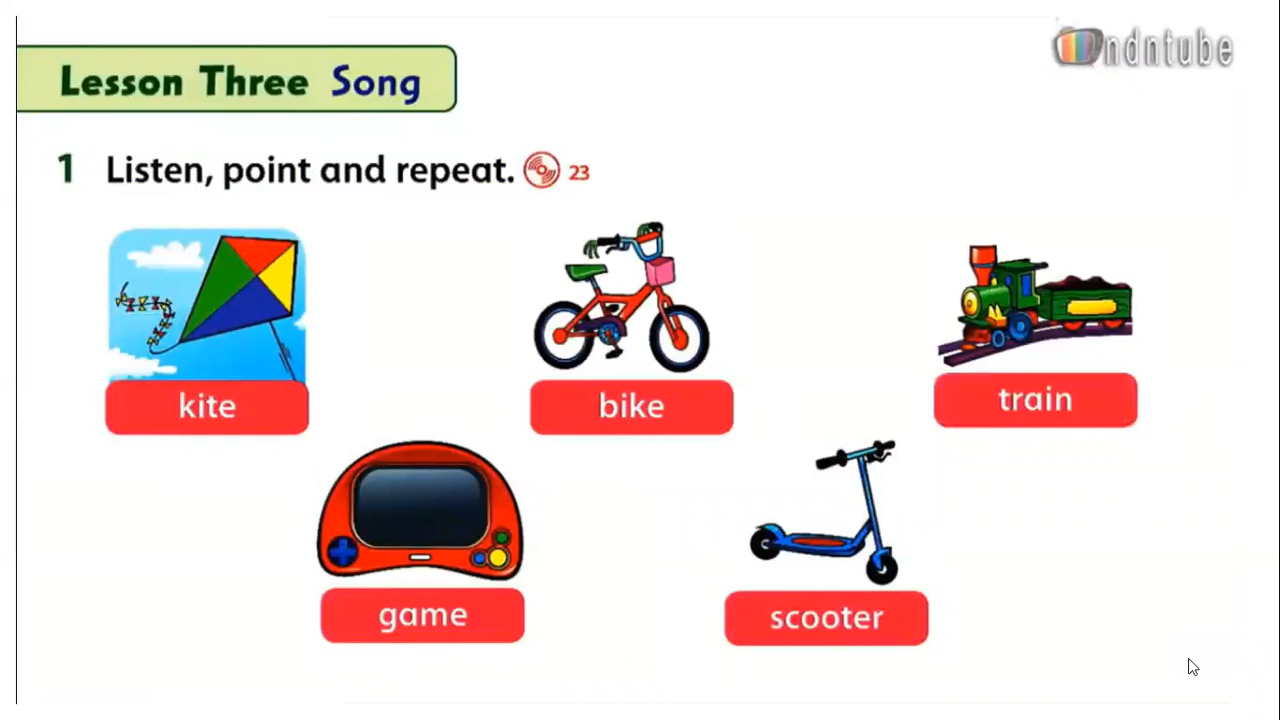 ndntube
Lesson Three Song
1 Listen, point and repeat. 23
kite
bike
train
game
scooter